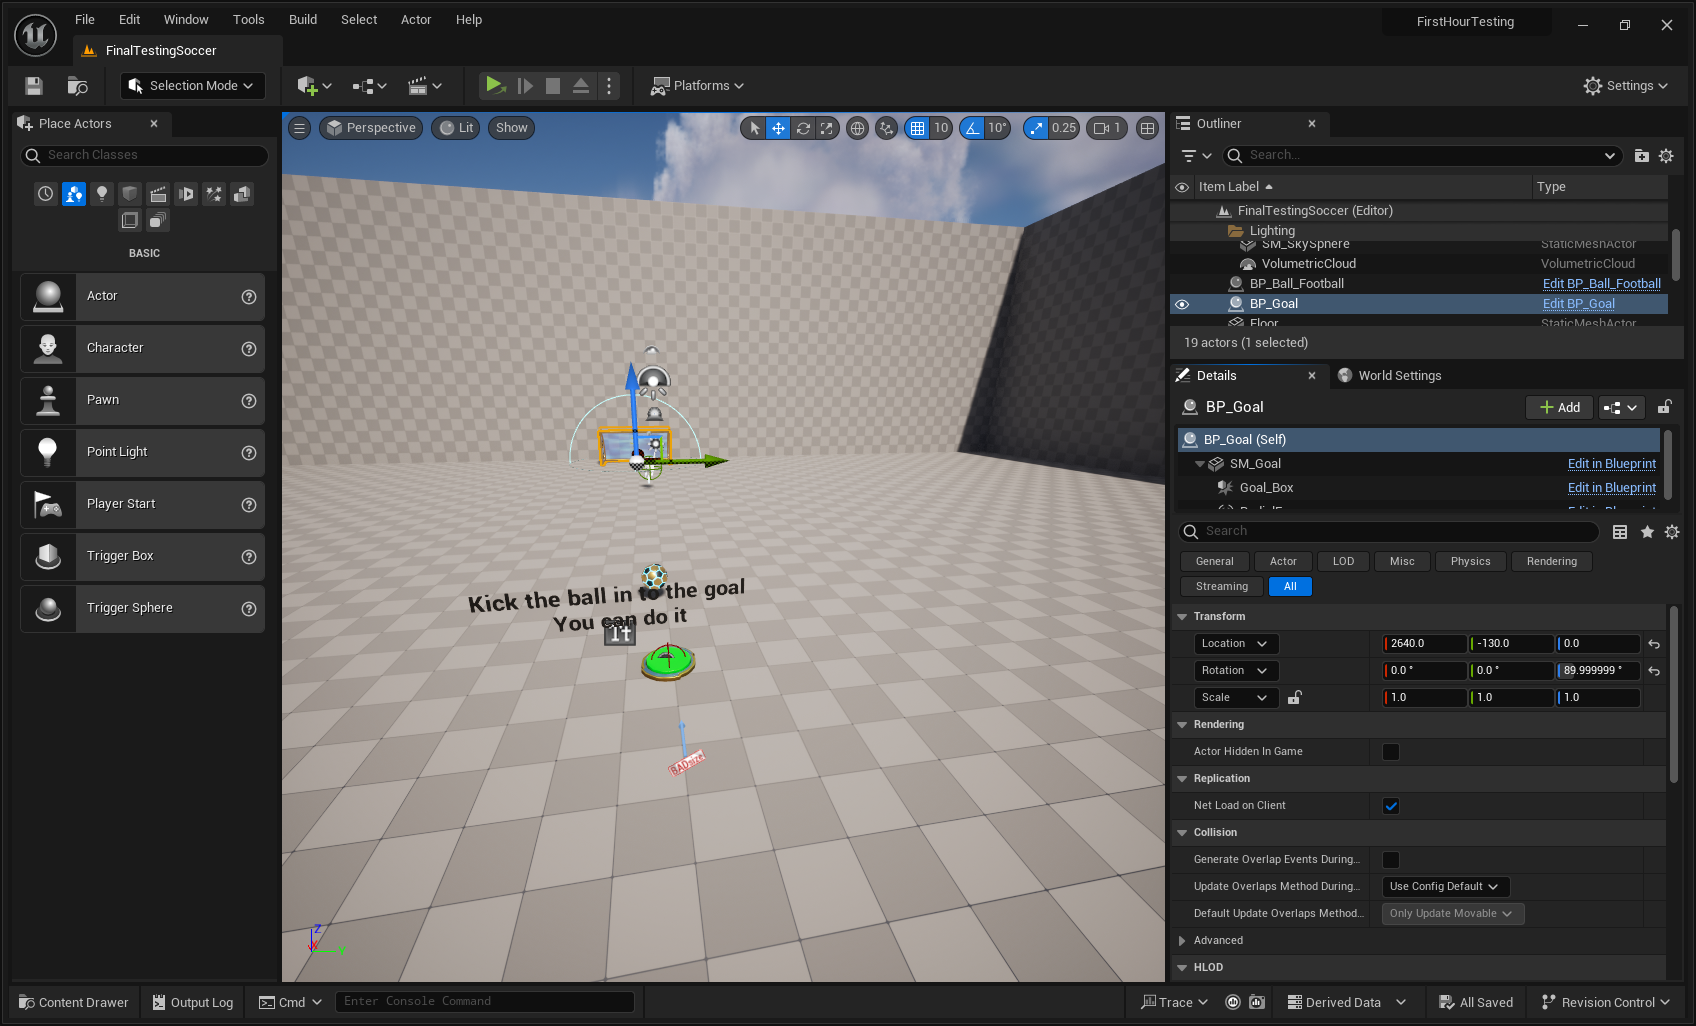 File Edit Window Tools Build Select Actor Help
FirstHourTesting
FinalTestingSoccer
Selection Mode
Platforms
Settings
Place Actors
Search Classes
BASIC
Actor
Character
Pawn
Point Light
Player Start
Trigger Box
Trigger Sphere
Perspective Lit Show
10 10° 0.25 1
Kick the ball in to the goal
You can do it
BADsize
Z
X
Y
Outliner
Search...
Item Label Type
FinalTestingSoccer (Editor)
Lighting
SM_SkySphere StaticMeshActor
VolumetricCloud VolumetricCloud
BP_Ball_Football Edit BP_Ball_Football
BP_Goal Edit BP_Goal
Floor StaticMeshActor
19 actors (1 selected)
Details World Settings
BP_Goal Add
BP_Goal (Self)
SM_Goal Edit in Blueprint
Goal_Box Edit in Blueprint
Search
General Actor LOD Misc Physics Rendering
Streaming All
Transform
Location 2640.0 -130.0 0.0
Rotation 0.0 ° 0.0 ° 89.999999 °
Scale 1.0 1.0 1.0
Rendering
Actor Hidden In Game
Replication
Net Load on Client
Collision
Generate Overlap Events During...
Update Overlaps Method During... Use Config Default
Default Update Overlaps Method... Only Update Movable
Advanced
HLOD
Content Drawer Output Log Cmd Enter Console Command Trace Derived Data All Saved Revision Control